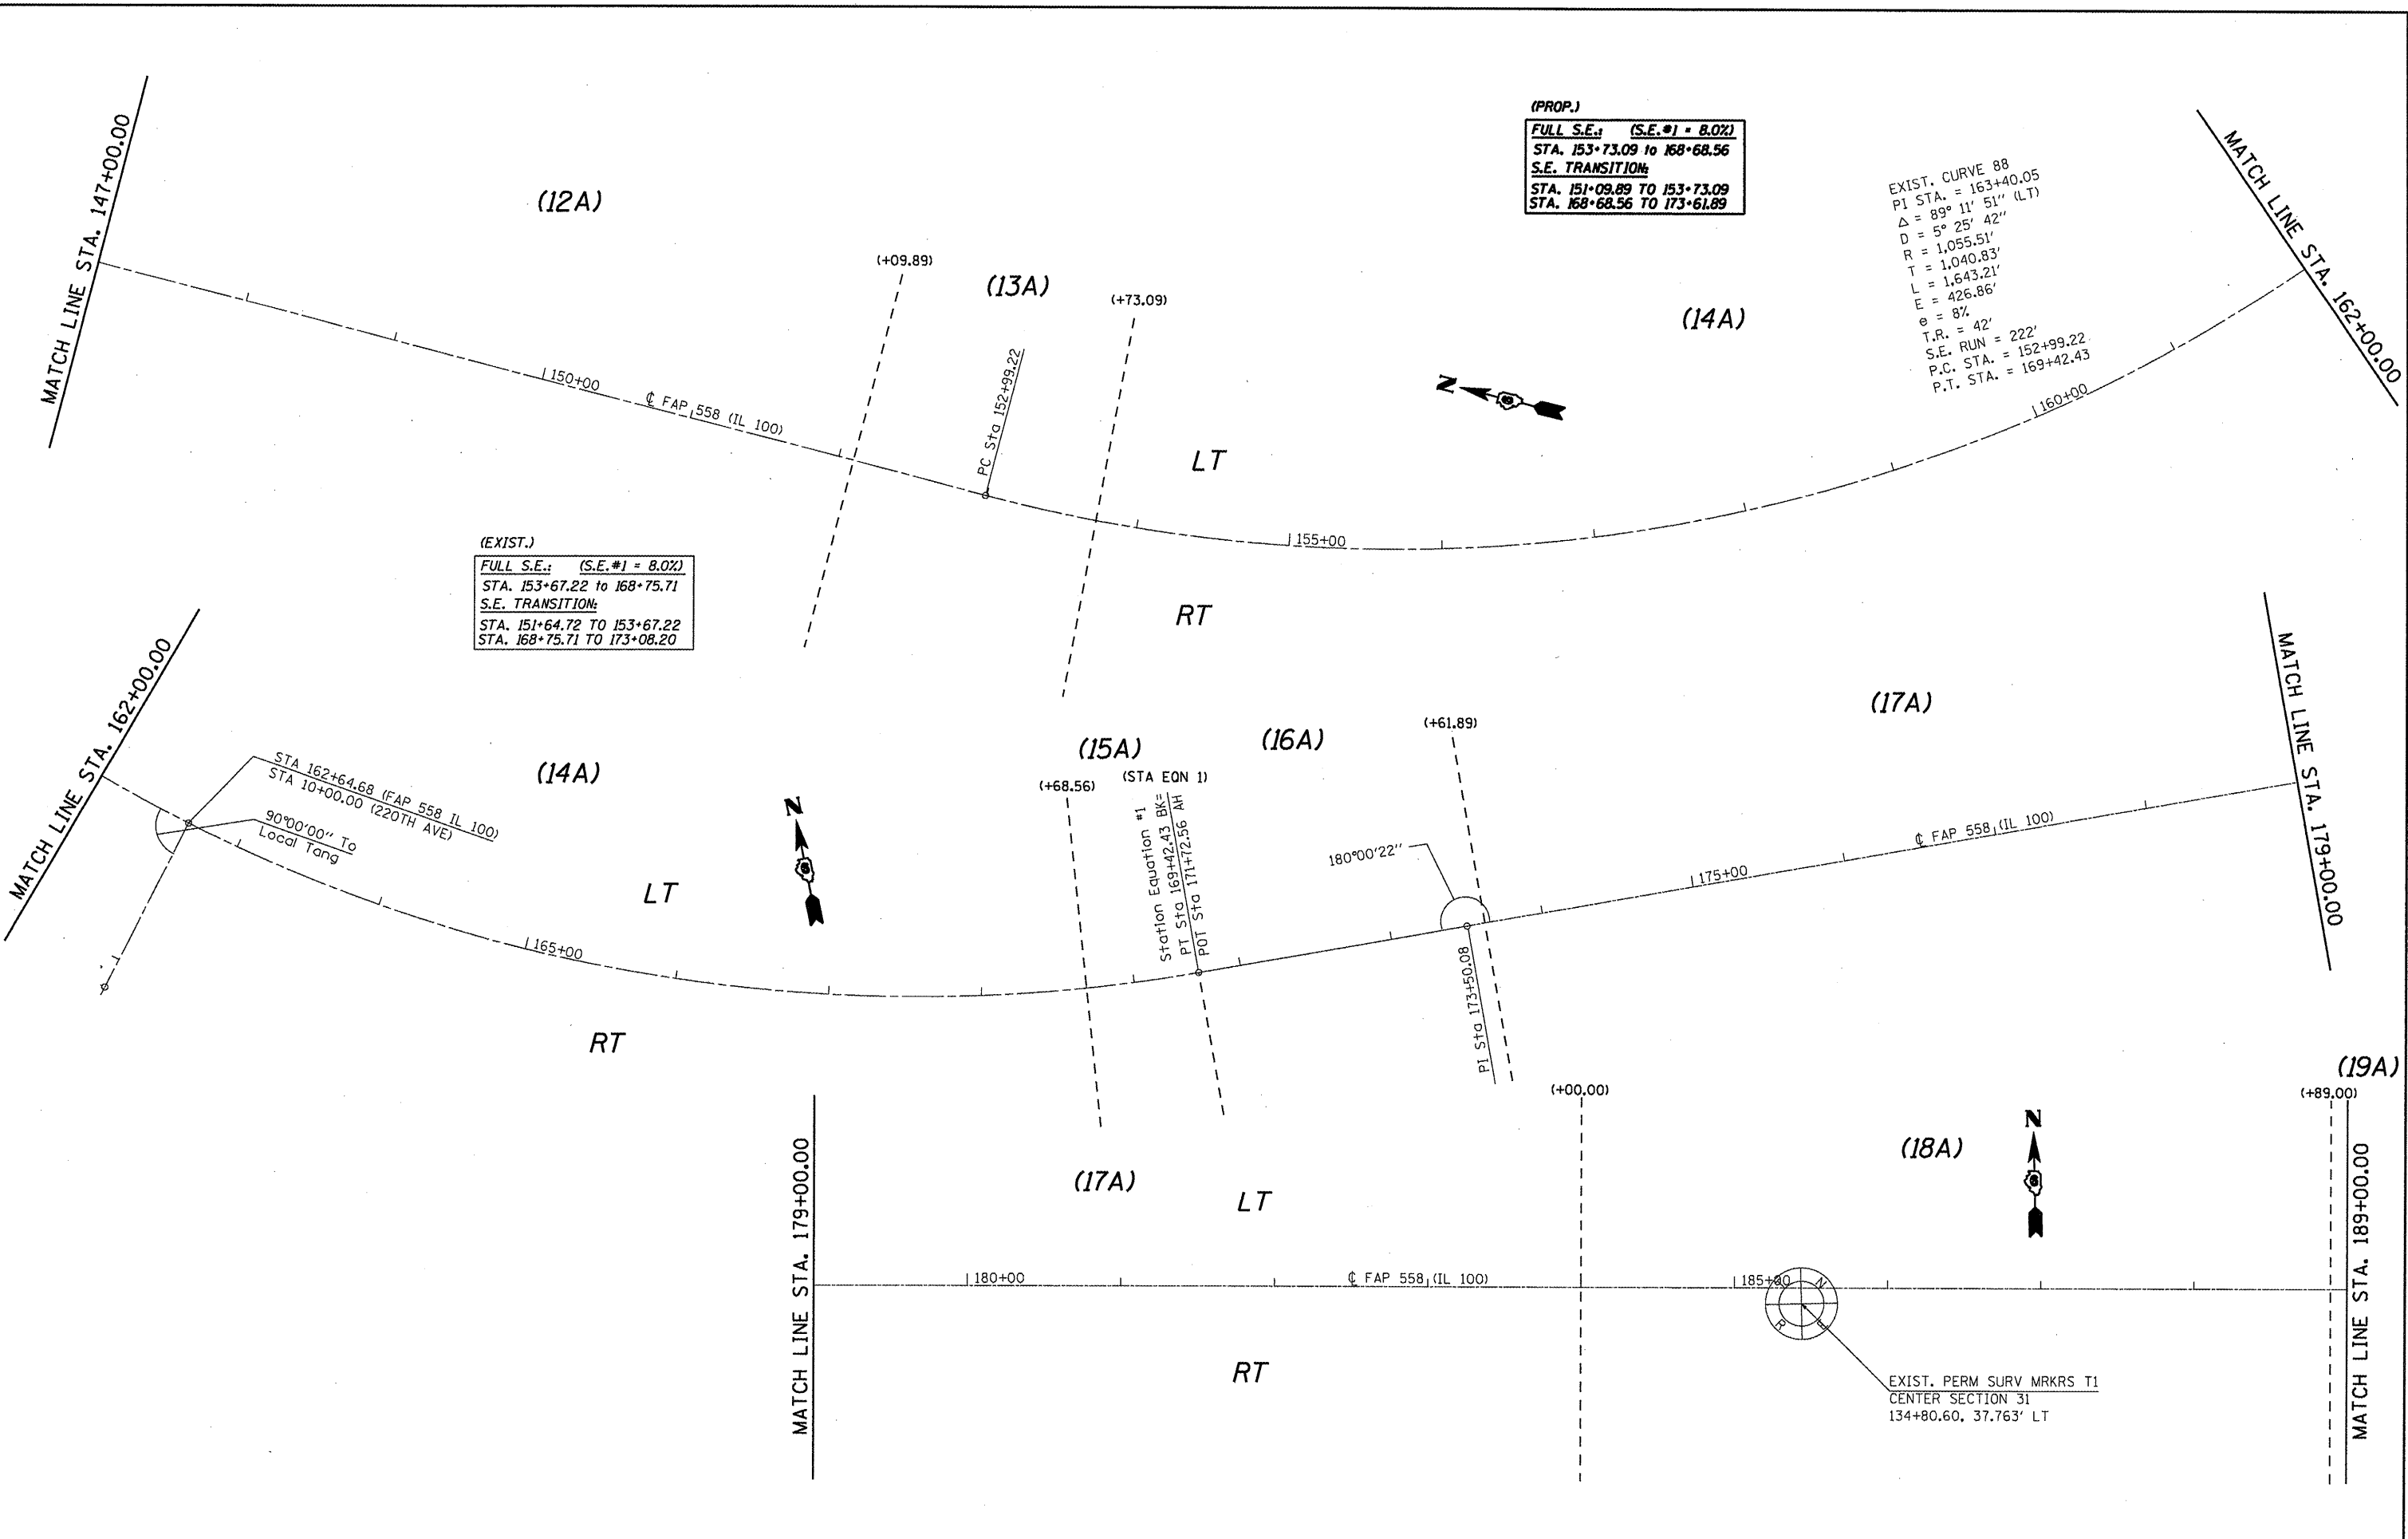 MATCH LINE STA. 147+00.00
(12A)
(+09.89)
(13A)
(+73.09)
(PROP.)
FULL S.E.: (S.E.#1 = 8.0%)
STA. 153+73.09 to 168+68.56
S.E. TRANSITION:
STA. 151+09.89 TO 153+73.09
STA. 168+68.56 TO 173+61.89
(14A)
EXIST. CURVE 88
PI STA. = 163+40.05
Δ = 89° 11' 51" (LT)
D = 5° 25' 42"
R = 1,055.51'
T = 1,040.83'
L = 1,643.21'
E = 426.86'
e = 8%
T.R. = 42'
S.E. RUN = 222'
P.C. STA. = 152+99.22
P.T. STA. = 169+42.43
MATCH LINE STA. 162+00.00
150+00
℄ FAP 558 (IL 100)
PC Sta 152+99.22
N
LT
155+00
160+00
RT
(EXIST.)
FULL S.E.: (S.E.#1 = 8.0%)
STA. 153+67.22 to 168+75.71
S.E. TRANSITION:
STA. 151+64.72 TO 153+67.22
STA. 168+75.71 TO 173+08.20
MATCH LINE STA. 162+00.00
STA 162+64.68 (FAP 558 IL 100)
STA 10+00.00 (220TH AVE)
90°00'00" To
Local Tang
(14A)
N
LT
165+00
RT
(15A)
(+68.56)
(STA EQN 1)
Station Equation #1
PT Sta 169+42.43 BK=
POT Sta 171+72.56 AH
(16A)
(+61.89)
180°00'22"
PI Sta 173+50.08
175+00
(17A)
℄ FAP 558 (IL 100)
MATCH LINE STA. 179+00.00
MATCH LINE STA. 179+00.00
(17A)
LT
(+00.00)
(18A)
N
(19A)
(+89.00)
180+00
℄ FAP 558 (IL 100)
185+00
N
R
RT
EXIST. PERM SURV MRKRS T1
CENTER SECTION 31
134+80.60, 37.763' LT
MATCH LINE STA. 189+00.00